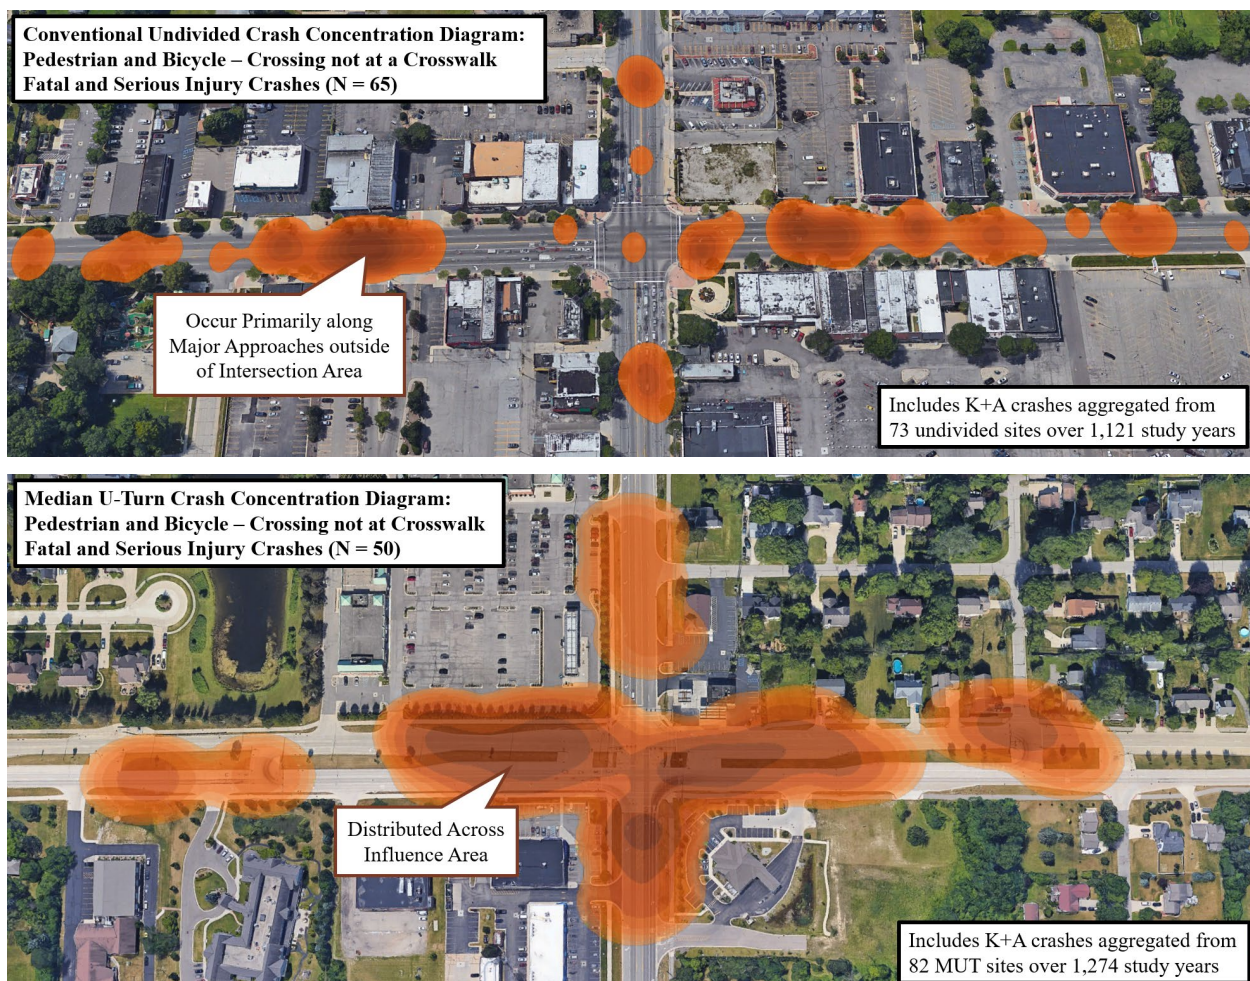 Conventional Undivided Crash Concentration Diagram:
Pedestrian and Bicycle – Crossing not at a Crosswalk
Fatal and Serious Injury Crashes (N = 65)
Occur Primarily along
Major Approaches outside
of Intersection Area
Includes K+A crashes aggregated from
73 undivided sites over 1,121 study years
Median U-Turn Crash Concentration Diagram:
Pedestrian and Bicycle – Crossing not at Crosswalk
Fatal and Serious Injury Crashes (N = 50)
Distributed Across
Influence Area
Includes K+A crashes aggregated from
82 MUT sites over 1,274 study years